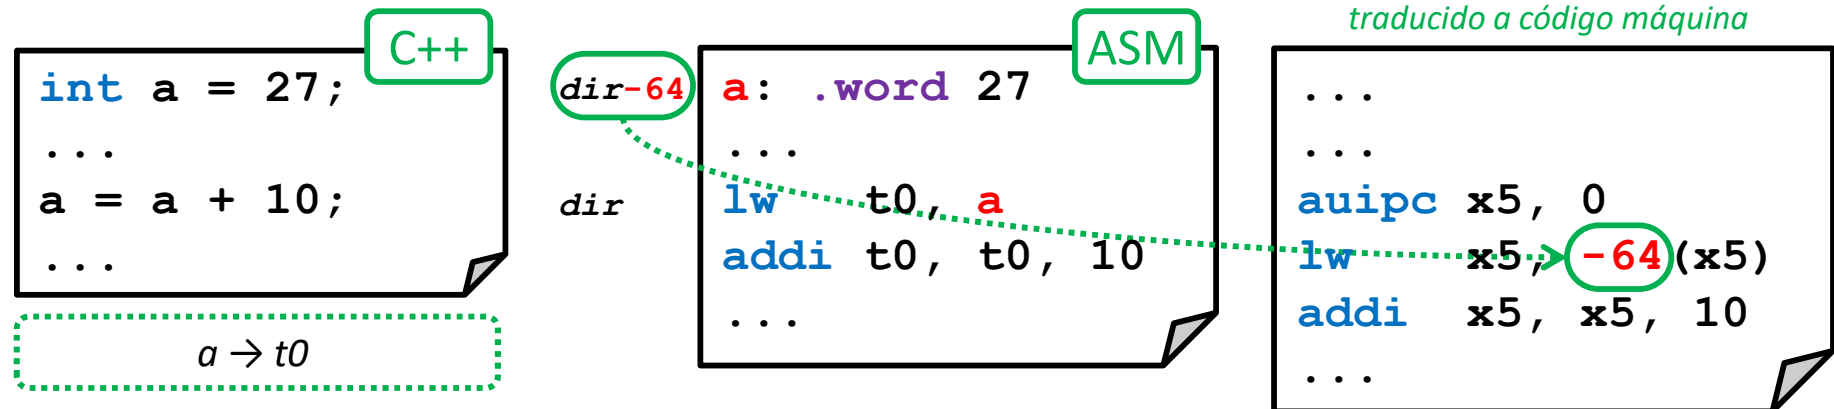 C++
int a = 27;
...
a = a + 10;
...
a → t0
dir-64
dir
ASM
a: .word 27
...
lw t0, a
addi t0, t0, 10
...
traducido a código máquina
...
...
auipc x5, 0
lw x5, -64(x5)
addi x5, x5, 10
...